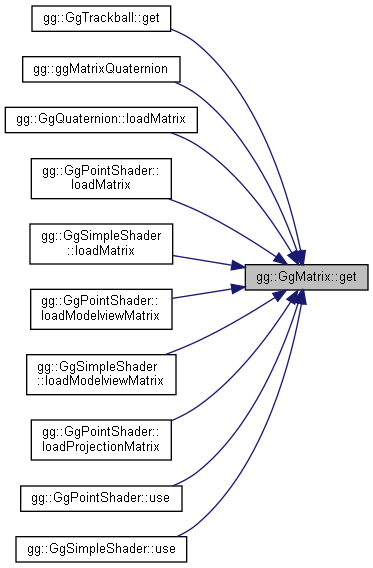 gg::GgTrackball::get
gg::ggMatrixQuaternion
gg::GgQuaternion::loadMatrix
gg::GgPointShader::
loadMatrix
gg::GgSimpleShader
::loadMatrix
gg::GgMatrix::get
gg::GgPointShader::
loadModelviewMatrix
gg::GgSimpleShader
::loadModelviewMatrix
gg::GgPointShader::
loadProjectionMatrix
gg::GgPointShader::use
gg::GgSimpleShader::use